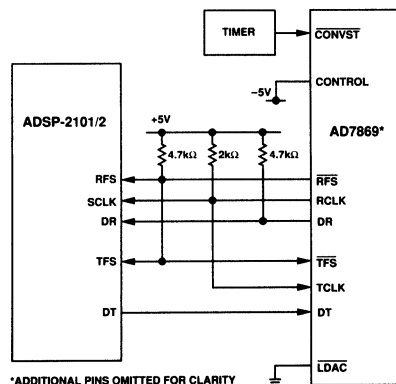 TIMER
CONVST
CONTROL
−5V
ADSP-2101/2
AD7869*
+5V
4.7kΩ
2kΩ
4.7kΩ
RFS
RFS
SCLK
RCLK
DR
DR
TFS
TFS
TCLK
DT
DT
LDAC
*ADDITIONAL PINS OMITTED FOR CLARITY